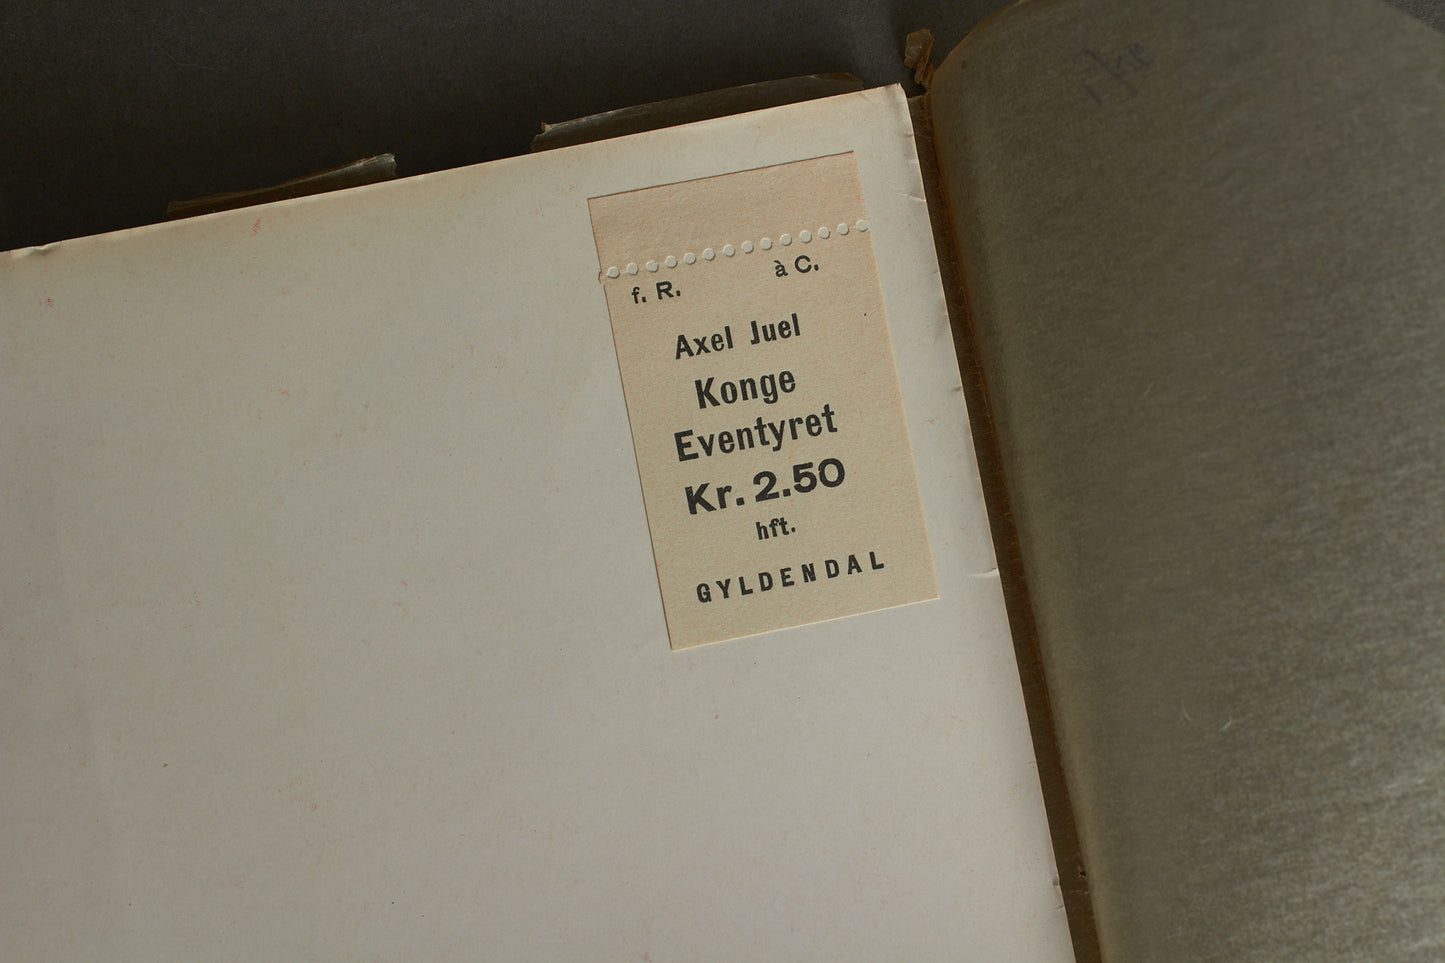 f. R. à C.
Axel Juel
Konge
Eventyret
Kr. 2.50
hft.
GYLDENDAL